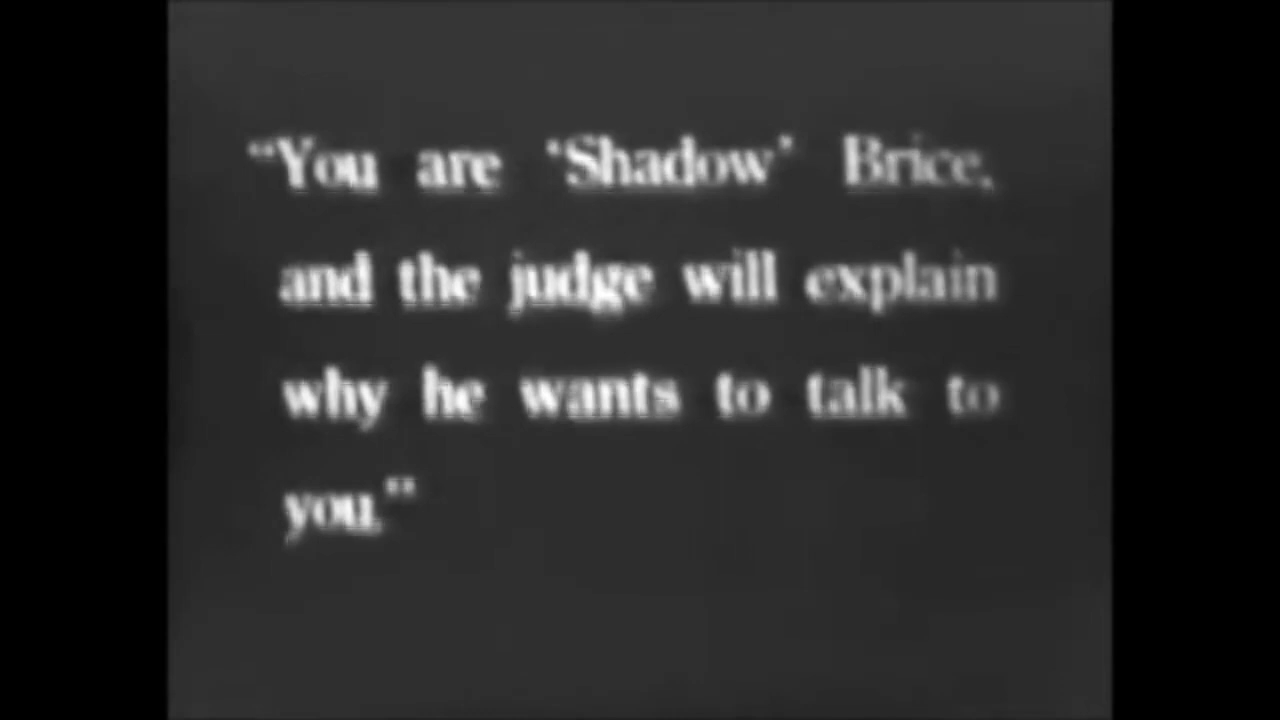 “You are ‘Shadow’ Brice,
and the judge will explain
why he wants to talk to
you.”